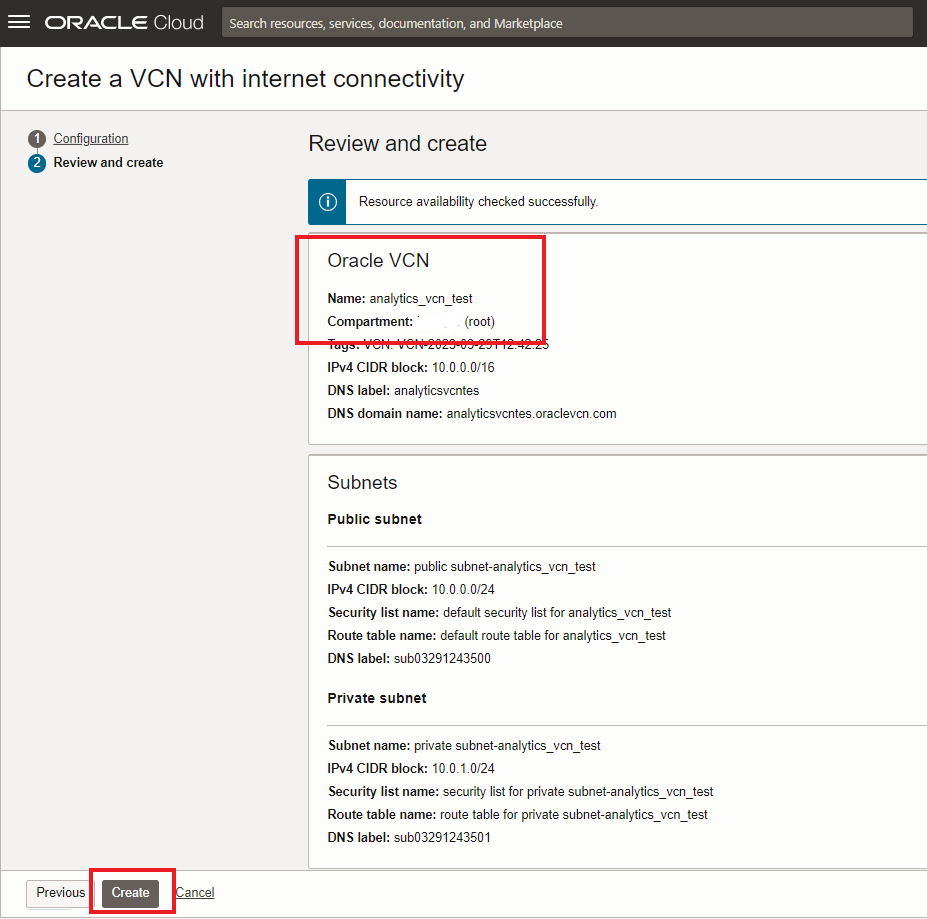 ORACLE Cloud
Search resources, services, documentation, and Marketplace
Create a VCN with internet connectivity
1 Configuration
2 Review and create
Review and create
Resource availability checked successfully.
Oracle VCN
Name: analytics_vcn_test
Compartment: (root)
Tags: VCN: VCN-2023-03-29T12:42:25
IPv4 CIDR block: 10.0.0.0/16
DNS label: analyticsvcntes
DNS domain name: analyticsvcntes.oraclevcn.com
Subnets
Public subnet
Subnet name: public subnet-analytics_vcn_test
IPv4 CIDR block: 10.0.0.0/24
Security list name: default security list for analytics_vcn_test
Route table name: default route table for analytics_vcn_test
DNS label: sub03291243500
Private subnet
Subnet name: private subnet-analytics_vcn_test
IPv4 CIDR block: 10.0.1.0/24
Security list name: security list for private subnet-analytics_vcn_test
Route table name: route table for private subnet-analytics_vcn_test
DNS label: sub03291243501
Previous Create Cancel